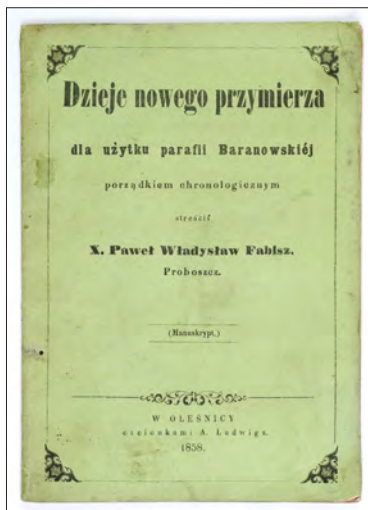 Dzieje nowego przymierza
dla użytku parafii Baranowskiéj
porządkiem chronologicznym
streścił
X. Paweł Władysław Fabisz.
Proboszcz.
(Manuskrypt.)
W OLEŚNICY
czcionkami A. Ludwiga.
1858.